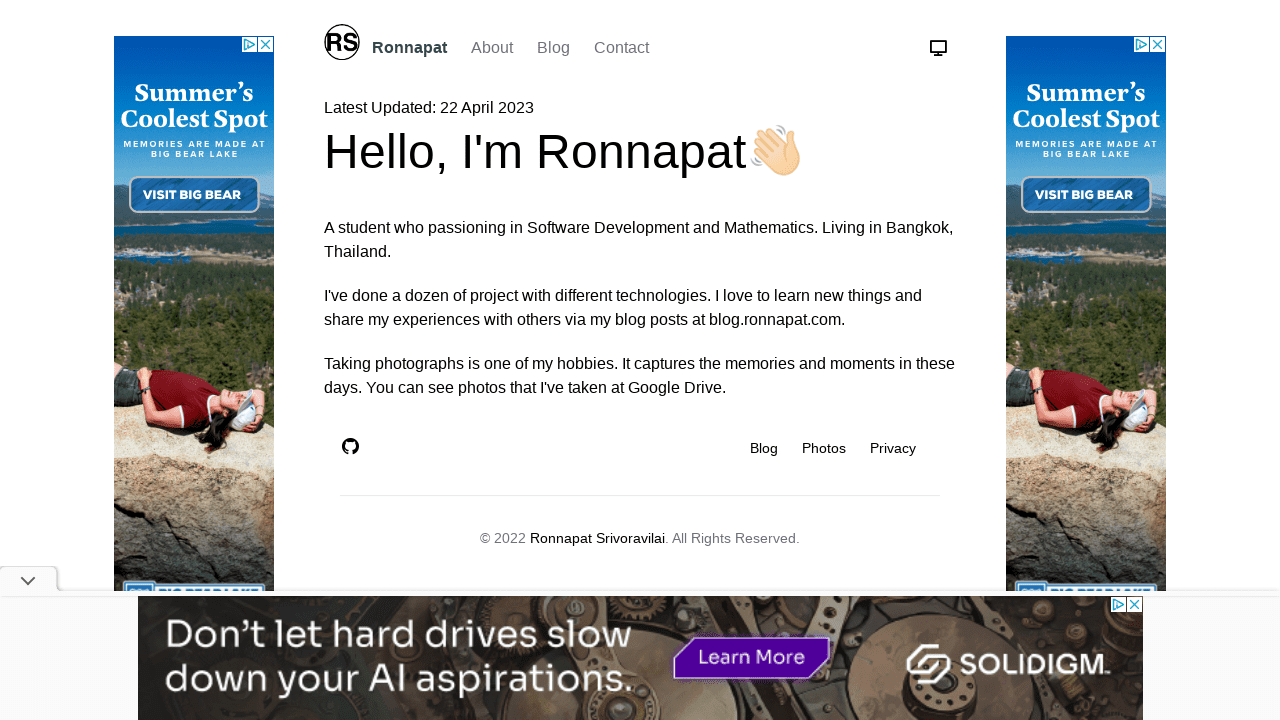 RS
Ronnapat
About
Blog
Contact
Latest Updated: 22 April 2023
Hello, I'm Ronnapat
A student who passioning in Software Development and Mathematics. Living in Bangkok,
Thailand.
I've done a dozen of project with different technologies. I love to learn new things and
share my experiences with others via my blog posts at blog.ronnapat.com.
Taking photographs is one of my hobbies. It captures the memories and moments in these
days. You can see photos that I've taken at Google Drive.
Blog
Photos
Privacy
© 2022 Ronnapat Srivoravilai. All Rights Reserved.
Summer's
Coolest Spot
MEMORIES ARE MADE AT
BIG BEAR LAKE
VISIT BIG BEAR
BIG BEAR LAKE
Summer's
Coolest Spot
MEMORIES ARE MADE AT
BIG BEAR LAKE
VISIT BIG BEAR
BIG BEAR LAKE
Don't let hard drives slow
down your AI aspirations.
Learn More
SOLIDIGM